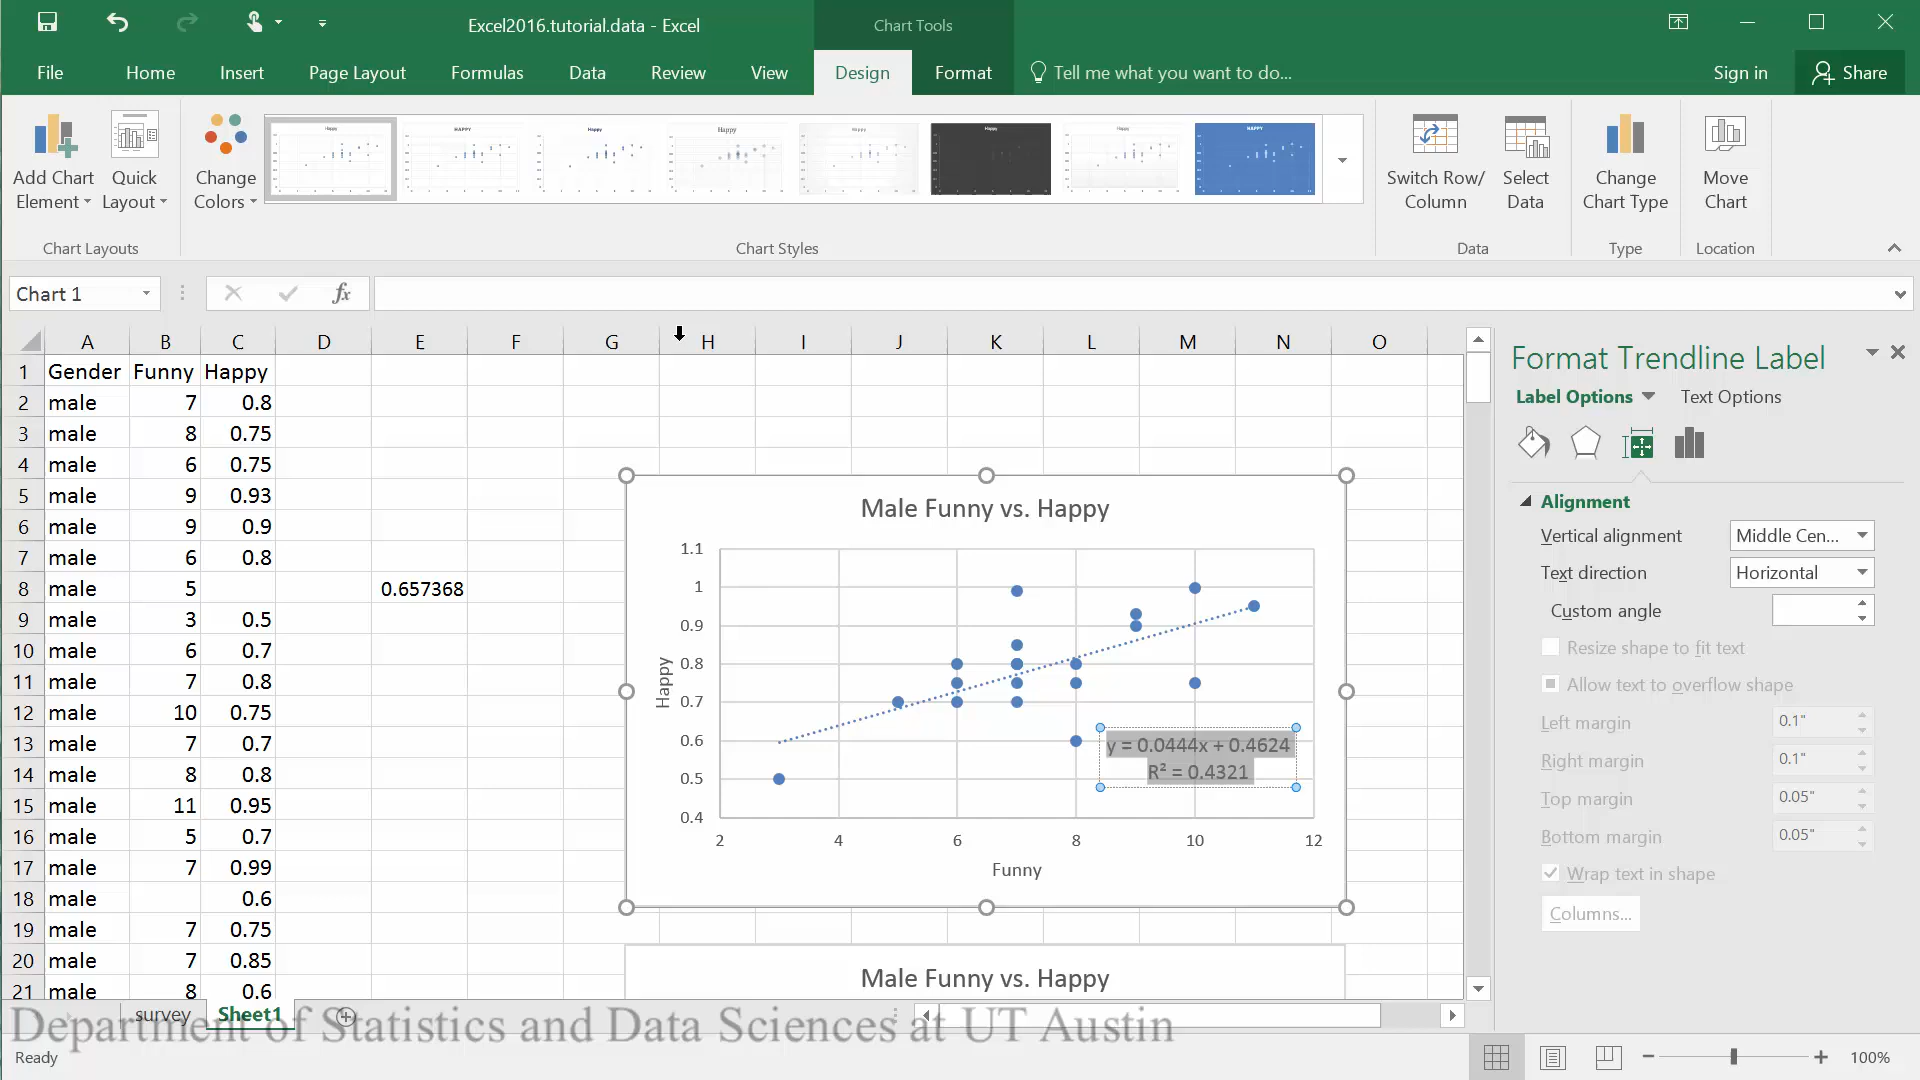 Excel2016.tutorial.data - Excel
Chart Tools
File Home Insert Page Layout Formulas Data Review View Design Format Tell me what you want to do... Sign in Share
Add Chart Element
Quick Layout
Change Colors
Switch Row/ Column
Select Data
Change Chart Type
Move Chart
Chart Layouts Chart Styles Data Type Location
Chart 1 fx
A B C D E F G H I J K L M N O
1 Gender Funny Happy
2 male 7 0.8
3 male 8 0.75
4 male 6 0.75
5 male 9 0.93
6 male 9 0.9
7 male 6 0.8
8 male 5 0.657368
9 male 3 0.5
10 male 6 0.7
11 male 7 0.8
12 male 10 0.75
13 male 7 0.7
14 male 8 0.8
15 male 11 0.95
16 male 5 0.7
17 male 7 0.99
18 male 0.6
19 male 7 0.75
20 male 7 0.85
21 male 8 0.6
Male Funny vs. Happy
1.1
1
0.9
0.8
0.7
0.6
0.5
0.4
Happy
y = 0.0444x + 0.4624
R² = 0.4321
2 4 6 8 10 12
Funny
Male Funny vs. Happy
Format Trendline Label
Label Options Text Options
Alignment
Vertical alignment Middle Cen...
Text direction Horizontal
Custom angle
Resize shape to fit text
Allow text to overflow shape
Left margin 0.1"
Right margin 0.1"
Top margin 0.05"
Bottom margin 0.05"
Wrap text in shape
Columns...
survey Sheet1
Department of Statistics and Data Sciences at UT Austin
Ready 100%